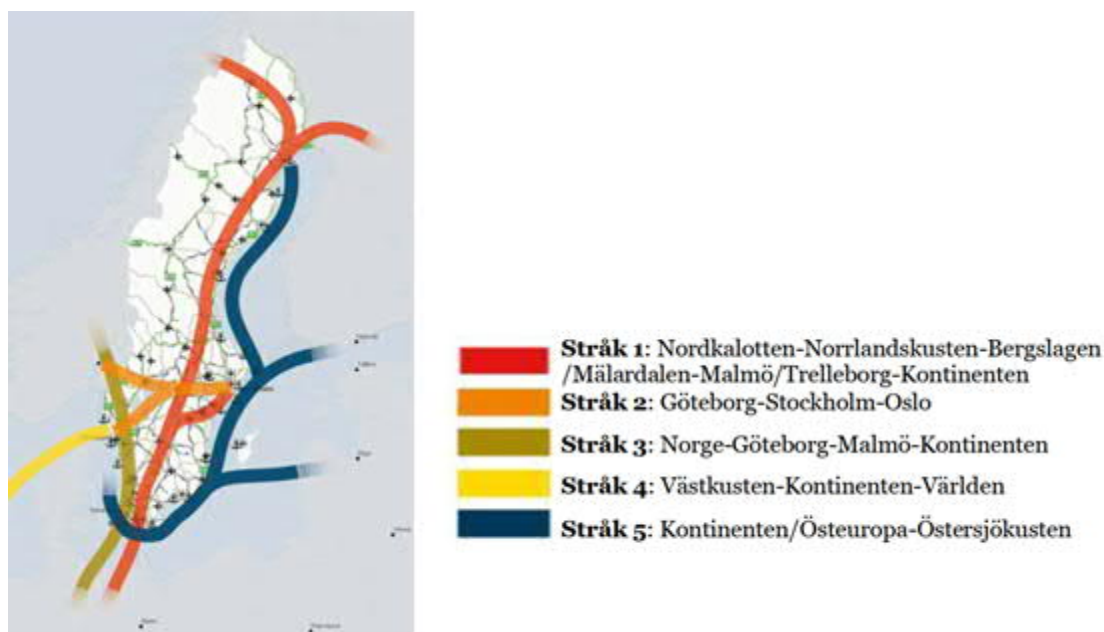 Stråk 1: Nordkalotten-Norrlandskusten-Bergslagen
/Mälardalen-Malmö/Trelleborg-Kontinenten
Stråk 2: Göteborg-Stockholm-Oslo
Stråk 3: Norge-Göteborg-Malmö-Kontinenten
Stråk 4: Västkusten-Kontinenten-Världen
Stråk 5: Kontinenten/Östeuropa-Östersjökusten